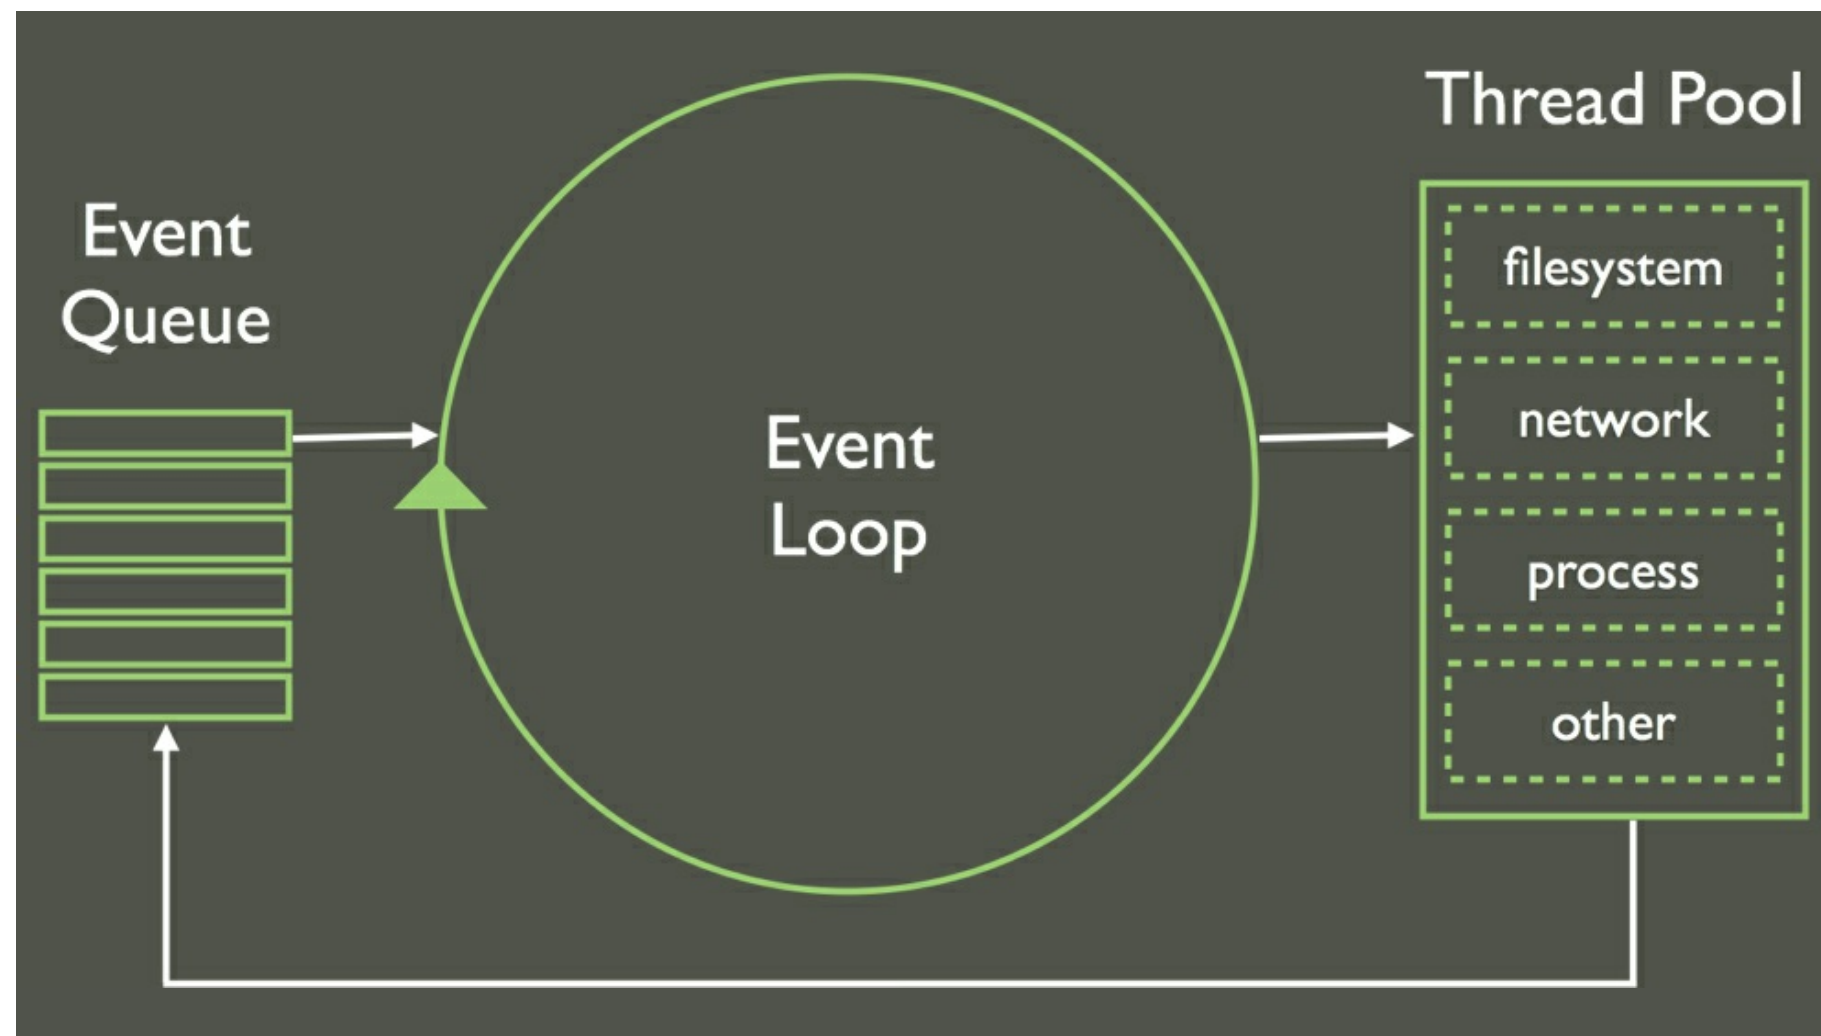 Event
Queue
Event
Loop
Thread Pool
filesystem
network
process
other